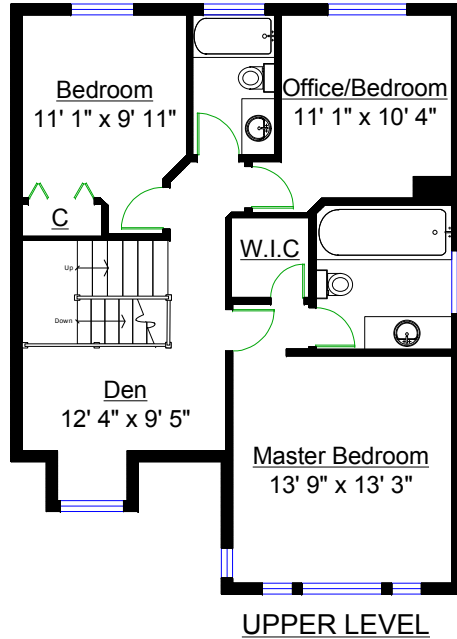 Bedroom
11' 1" x 9' 11"
Office/Bedroom
11' 1" x 10' 4"
C
W.I.C
Up
Down
Den
12' 4" x 9' 5"
Master Bedroom
13' 9" x 13' 3"
UPPER LEVEL